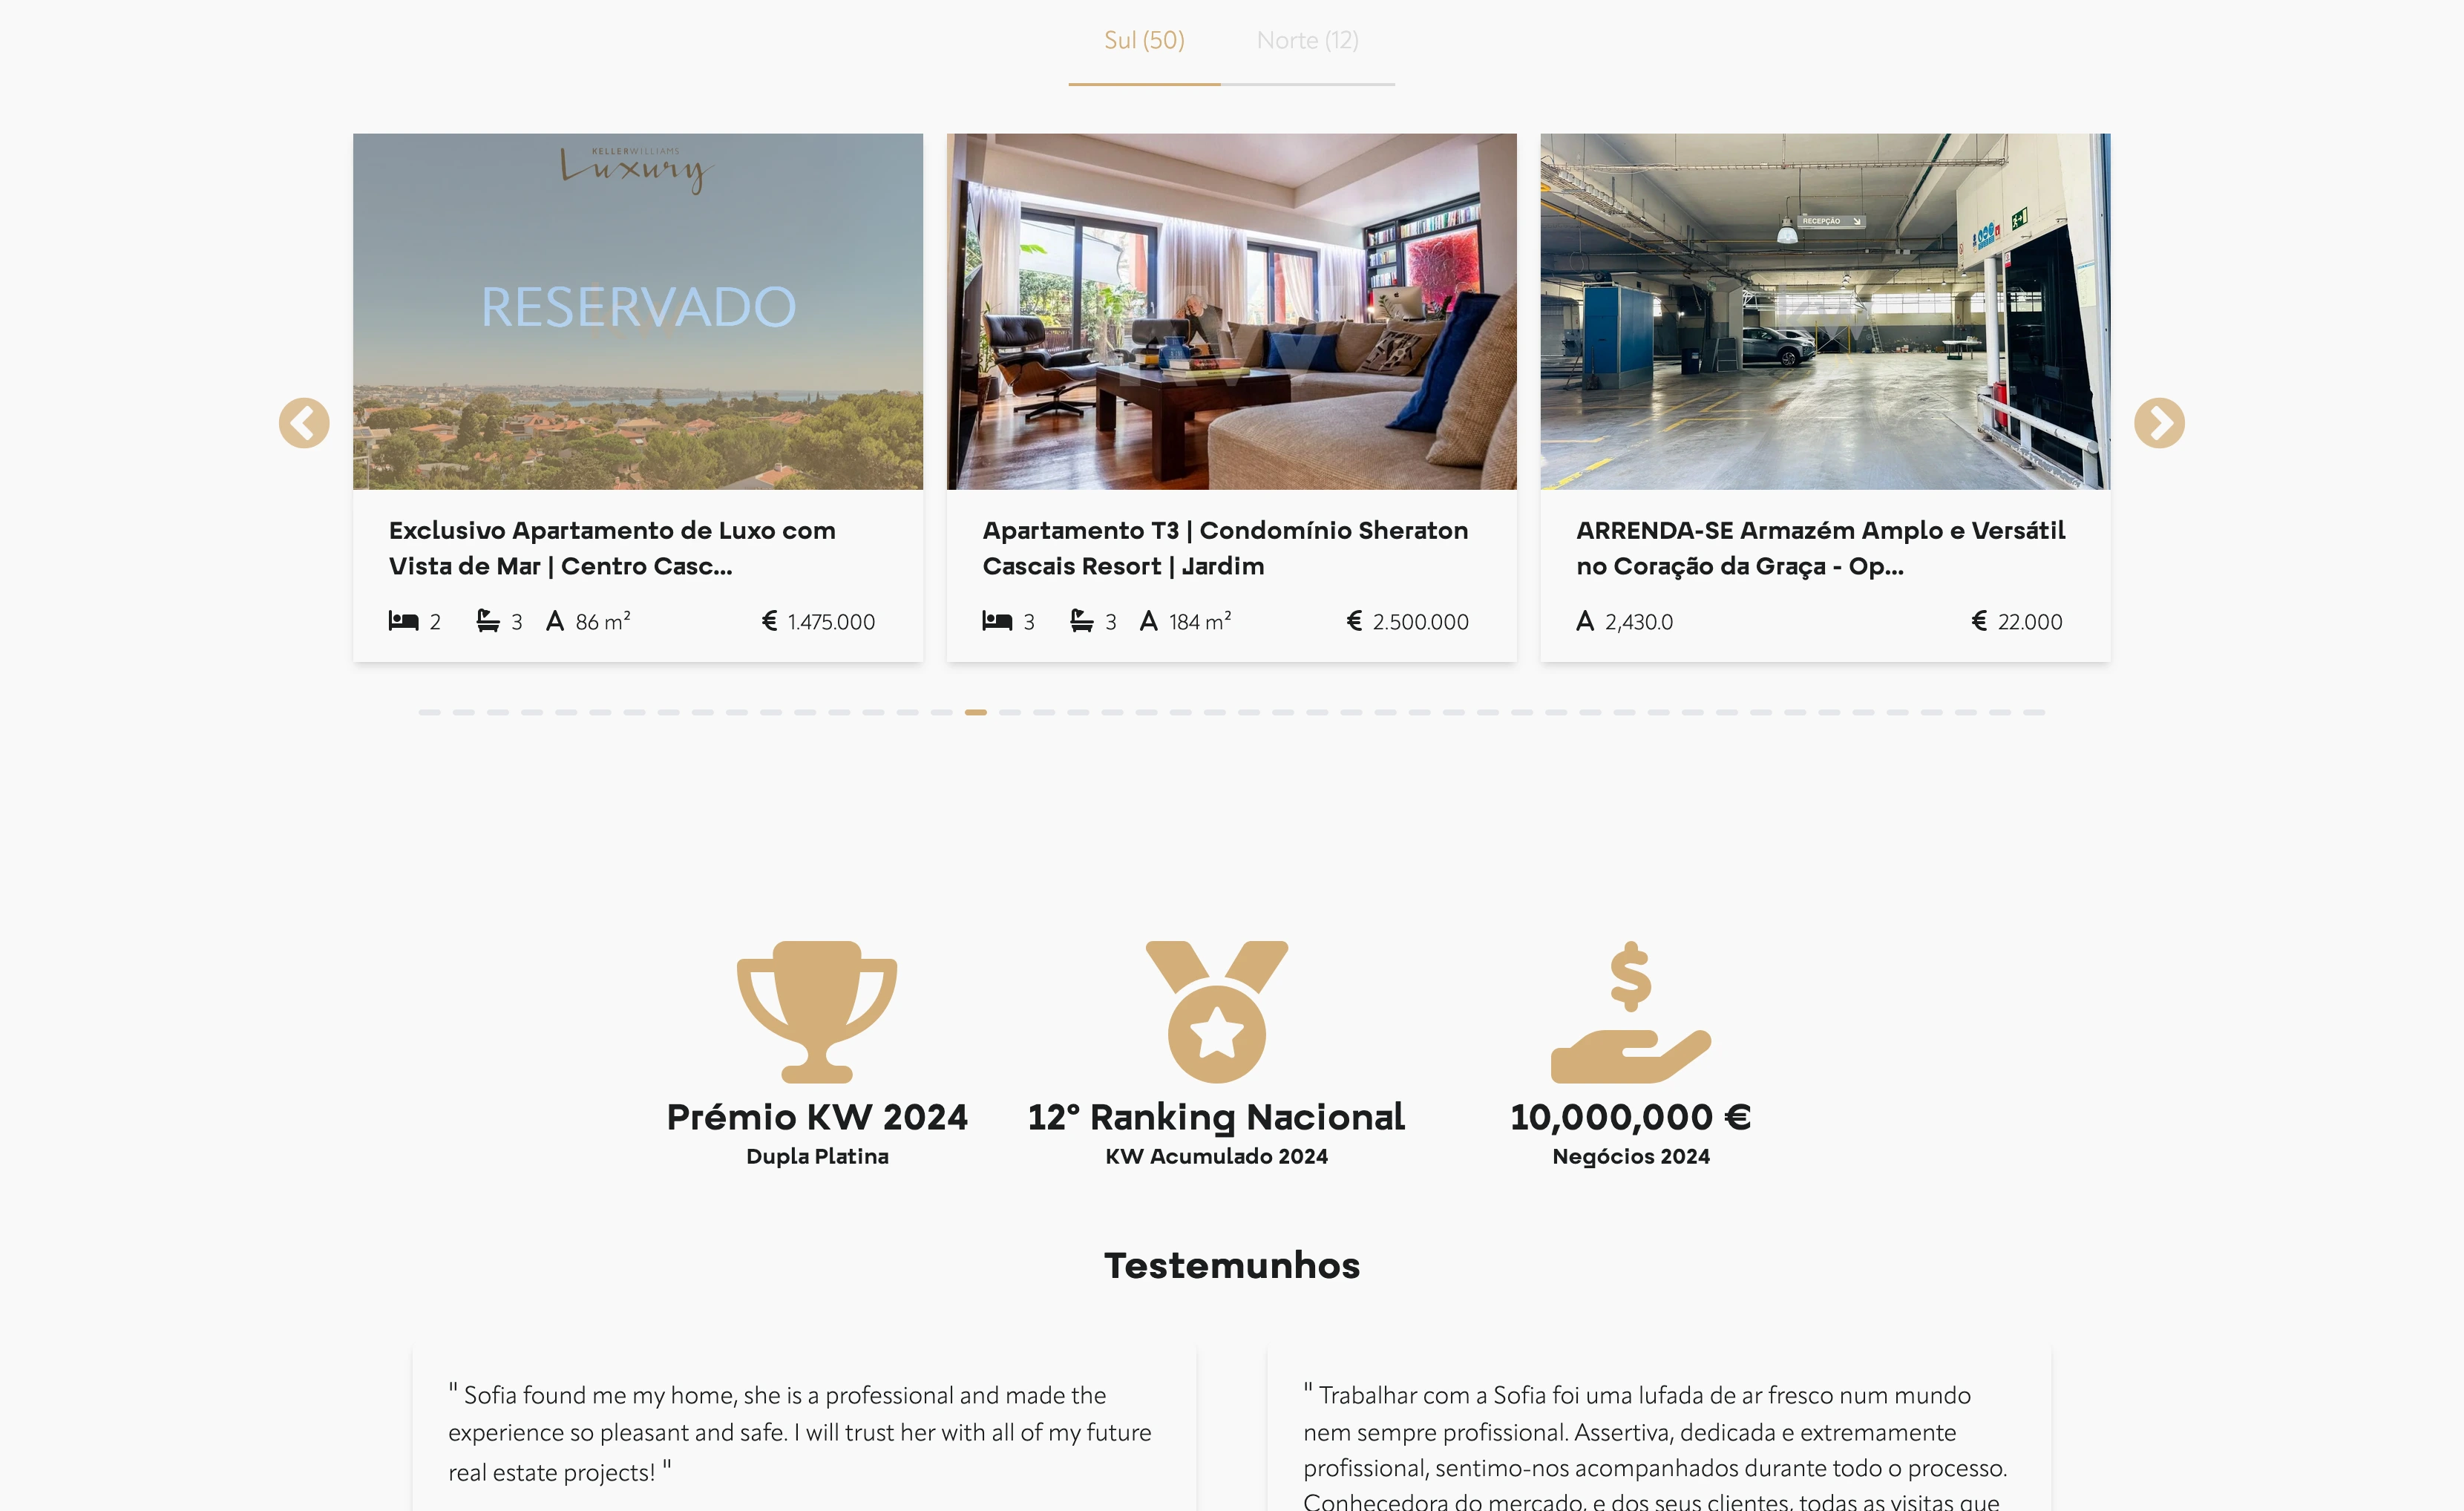 Sul (50)
Norte (12)
KELLERWILLIAMS
Luxury
RESERVADO
RECEPÇÃO
kw
Exclusivo Apartamento de Luxo com
Vista de Mar | Centro Casc...
2 3 A 86 m² € 1.475.000
Apartamento T3 | Condomínio Sheraton
Cascais Resort | Jardim
3 3 A 184 m² € 2.500.000
ARRENDA-SE Armazém Amplo e Versátil
no Coração da Graça - Op...
A 2,430.0 € 22.000
Prémio KW 2024
Dupla Platina
12º Ranking Nacional
KW Acumulado 2024
10,000,000 €
Negócios 2024
Testemunhos
" Sofia found me my home, she is a professional and made the
experience so pleasant and safe. I will trust her with all of my future
real estate projects! "
" Trabalhar com a Sofia foi uma lufada de ar fresco num mundo
nem sempre profissional. Assertiva, dedicada e extremamente
profissional, sentimo-nos acompanhados durante todo o processo.
Conhecedora do mercado, e dos seus clientes, todas as visitas que